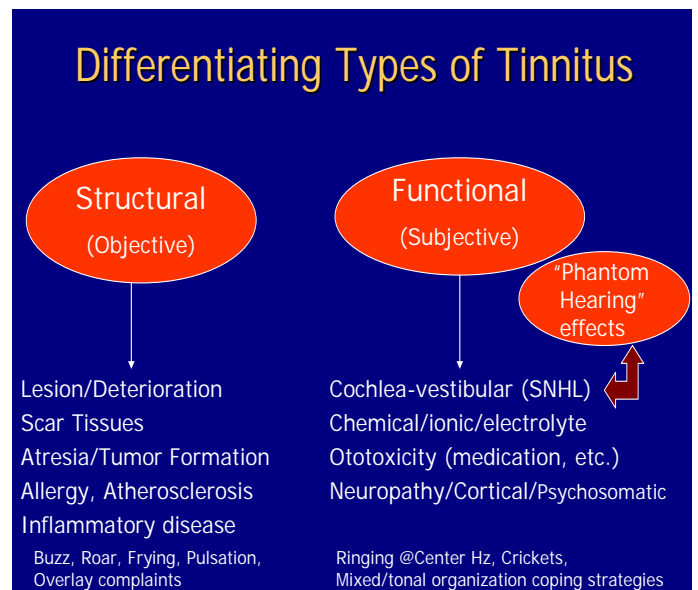 Differentiating Types of Tinnitus
Structural
(Objective)
Functional
(Subjective)
“Phantom
Hearing”
effects
Lesion/Deterioration
Scar Tissues
Atresia/Tumor Formation
Allergy, Atherosclerosis
Inflammatory disease
Buzz, Roar, Frying, Pulsation,
Overlay complaints
Cochlea-vestibular (SNHL)
Chemical/ionic/electrolyte
Ototoxicity (medication, etc.)
Neuropathy/Cortical/Psychosomatic
Ringing @Center Hz, Crickets,
Mixed/tonal organization coping strategies